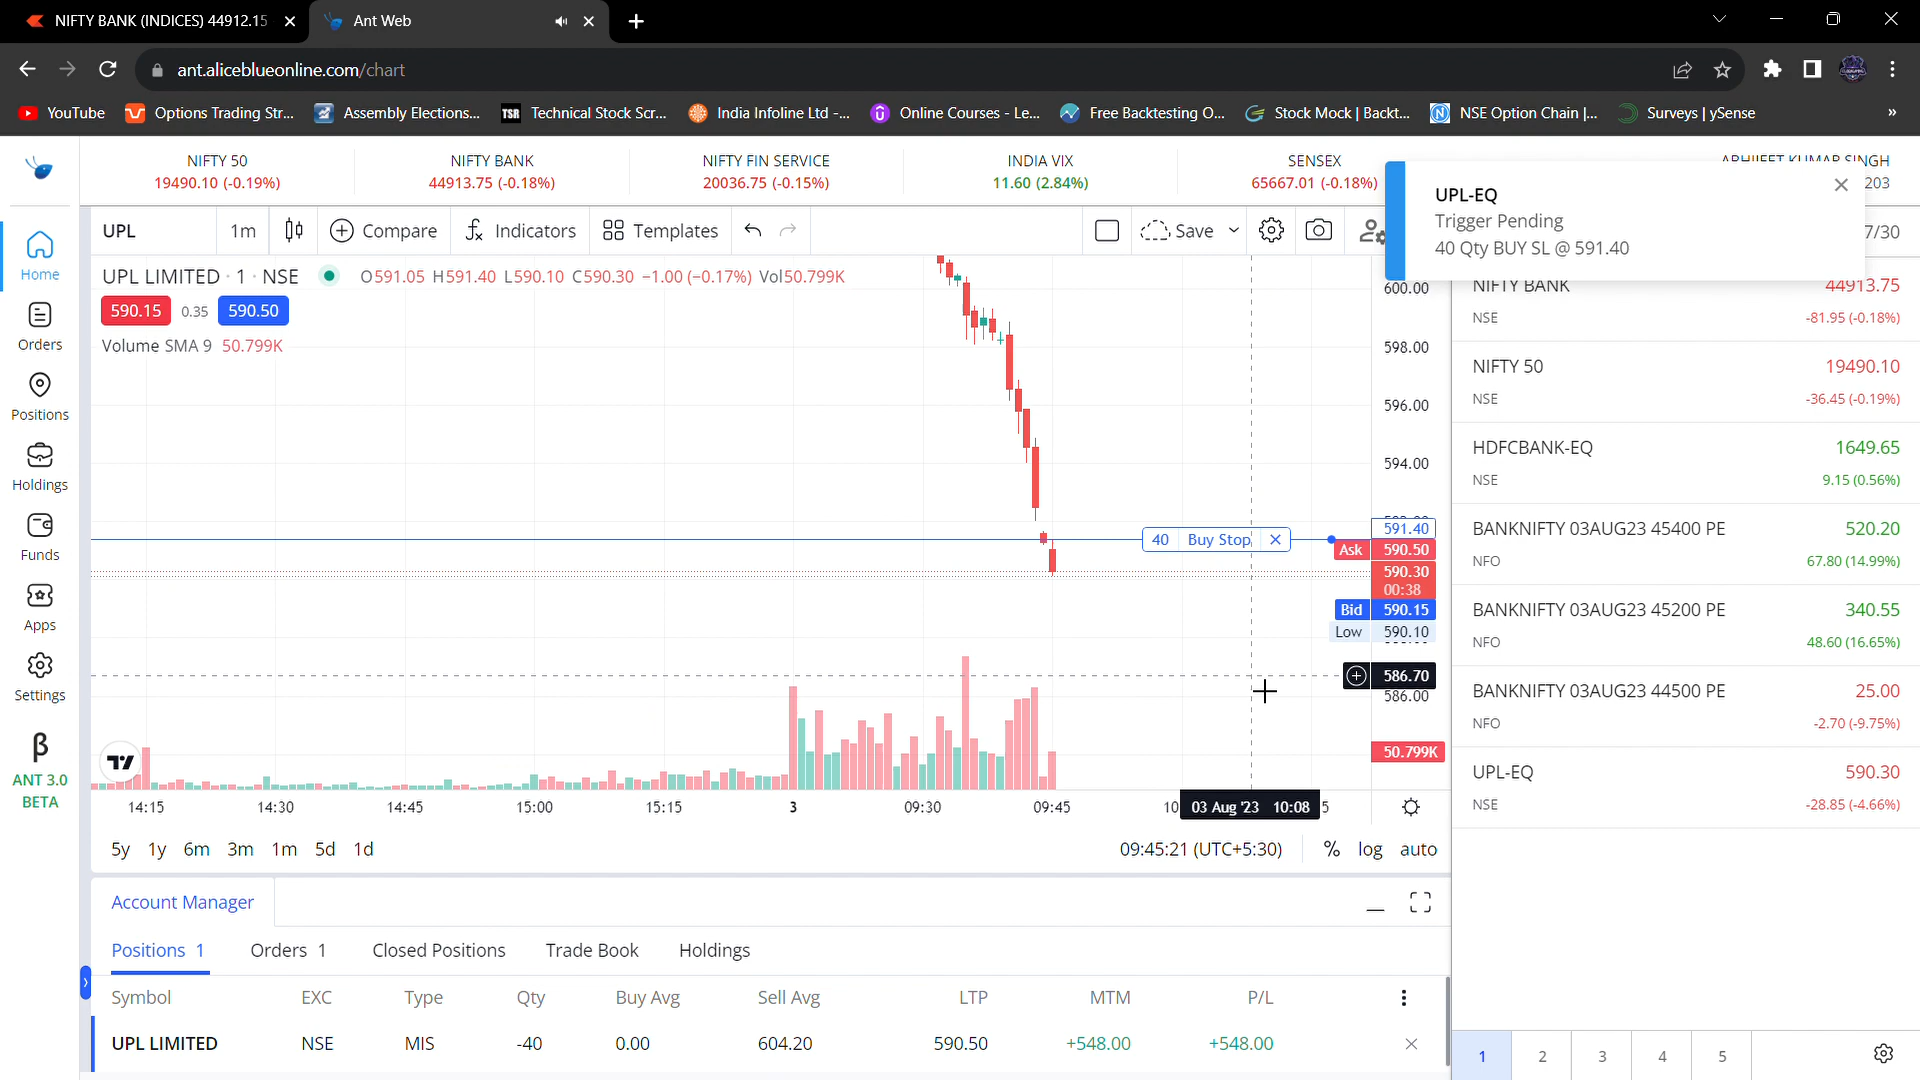 NIFTY BANK (INDICES) 44912.15
Ant Web
ant.aliceblueonline.com/chart
YouTube
Options Trading Str...
Assembly Elections...
TSR Technical Stock Scr...
India Infoline Ltd -...
Online Courses - Le...
Free Backtesting O...
Stock Mock | Backt...
NSE Option Chain |...
Surveys | ySense
»
NIFTY 50
19490.10 (-0.19%)
NIFTY BANK
44913.75 (-0.18%)
NIFTY FIN SERVICE
20036.75 (-0.15%)
INDIA VIX
11.60 (2.84%)
SENSEX
65667.01 (-0.18%)
ABHIJEET KUMAR SINGH
203
UPL-EQ
Trigger Pending
40 Qty BUY SL @ 591.40
7/30
Home
Orders
Positions
Holdings
Funds
Apps
Settings
β
ANT 3.0
BETA
UPL
1m
Compare
Indicators
Templates
Save
UPL LIMITED · 1 · NSE
O591.05 H591.40 L590.10 C590.30 −1.00 (−0.17%) Vol50.799K
590.15 0.35 590.50
Volume SMA 9 50.799K
600.00
598.00
596.00
594.00
591.40
40 Buy Stop
Ask 590.50
590.30
00:38
Bid 590.15
Low 590.10
586.70
586.00
50.799K
14:15 14:30 14:45 15:00 15:15 3 09:30 09:45 10 03 Aug '23 10:08 5
5y 1y 6m 3m 1m 5d 1d
09:45:21 (UTC+5:30) % log auto
Account Manager
Positions 1 Orders 1 Closed Positions Trade Book Holdings
Symbol EXC Type Qty Buy Avg Sell Avg LTP MTM P/L
UPL LIMITED NSE MIS -40 0.00 604.20 590.50 +548.00 +548.00
NIFTY BANK 44913.75
NSE -81.95 (-0.18%)
NIFTY 50 19490.10
NSE -36.45 (-0.19%)
HDFCBANK-EQ 1649.65
NSE 9.15 (0.56%)
BANKNIFTY 03AUG23 45400 PE 520.20
NFO 67.80 (14.99%)
BANKNIFTY 03AUG23 45200 PE 340.55
NFO 48.60 (16.65%)
BANKNIFTY 03AUG23 44500 PE 25.00
NFO -2.70 (-9.75%)
UPL-EQ 590.30
NSE -28.85 (-4.66%)
1 2 3 4 5